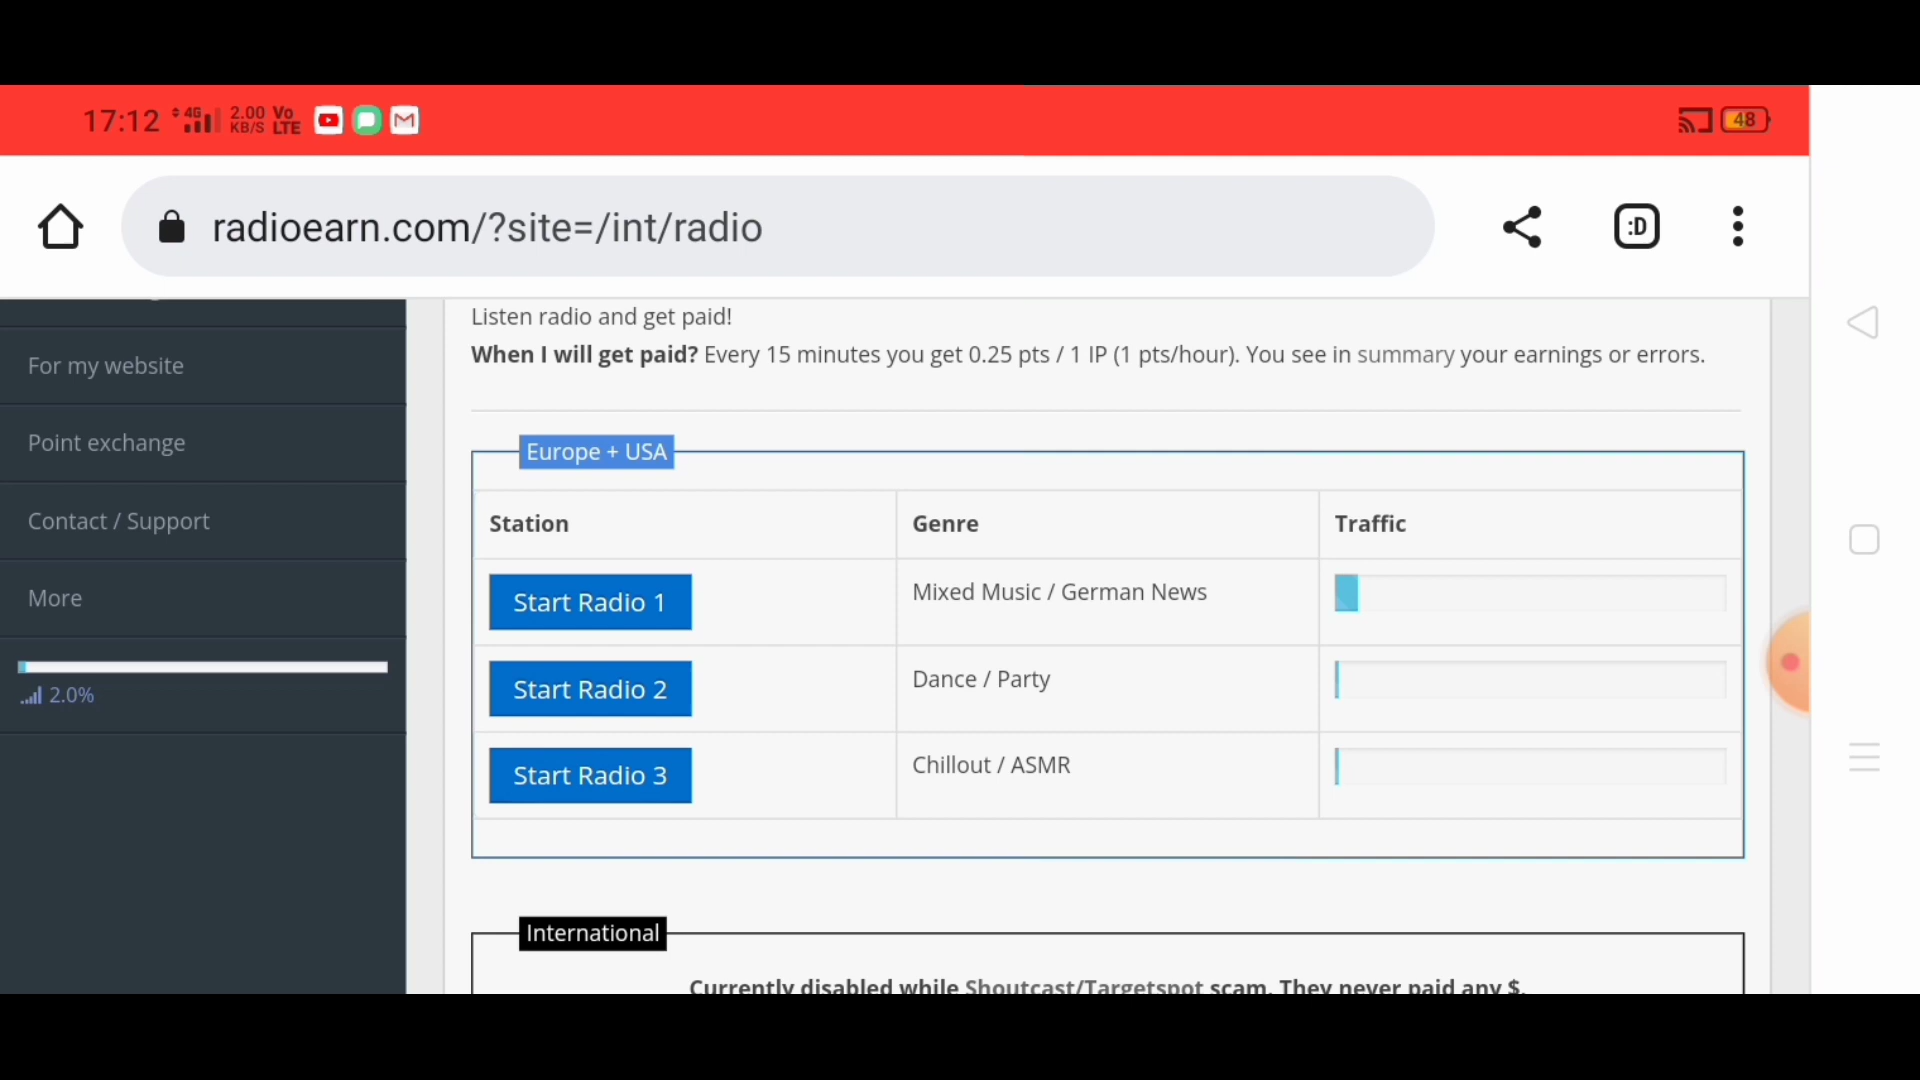 17:12 4G 2.00 KB/S Vo LTE 48
radioearn.com/?site=/int/radio :D
Listen radio and get paid!
When I will get paid? Every 15 minutes you get 0.25 pts / 1 IP (1 pts/hour). You see in summary your earnings or errors.
For my website
Point exchange
Contact / Support
More
2.0%
Europe + USA
Station Genre Traffic
Start Radio 1 Mixed Music / German News
Start Radio 2 Dance / Party
Start Radio 3 Chillout / ASMR
International
Currently disabled while Shoutcast/Targetspot scam. They never paid any $.